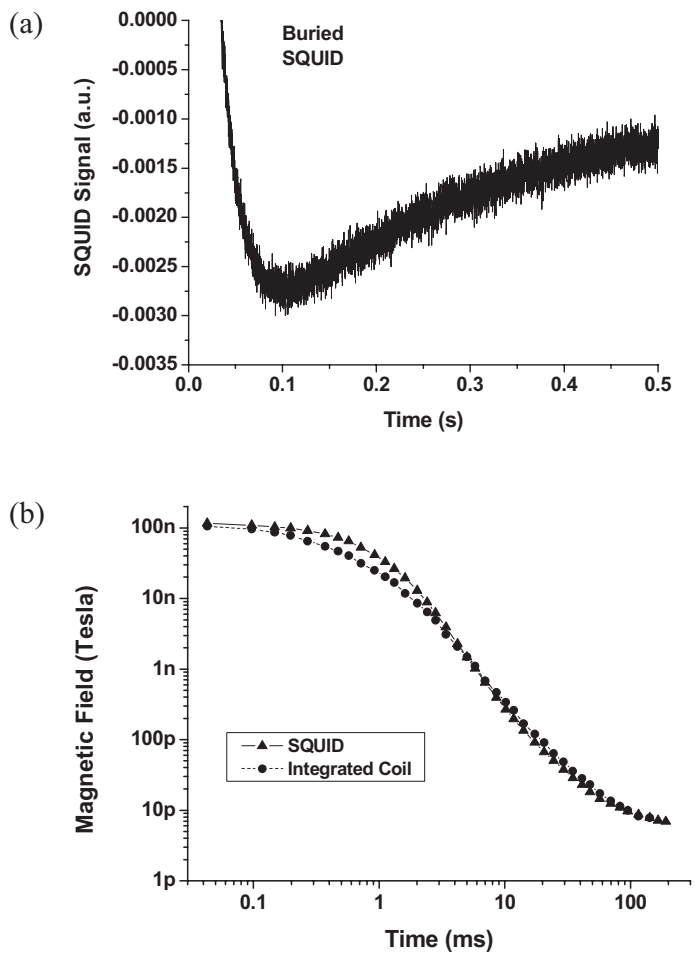 (a)
Buried
SQUID
SQUID Signal (a.u.)
0.0000
-0.0005
-0.0010
-0.0015
-0.0020
-0.0025
-0.0030
-0.0035
0.0 0.1 0.2 0.3 0.4 0.5
Time (s)
(b)
Magnetic Field (Tesla)
100n
10n
1n
100p
10p
1p
SQUID
Integrated Coil
0.1 1 10 100
Time (ms)